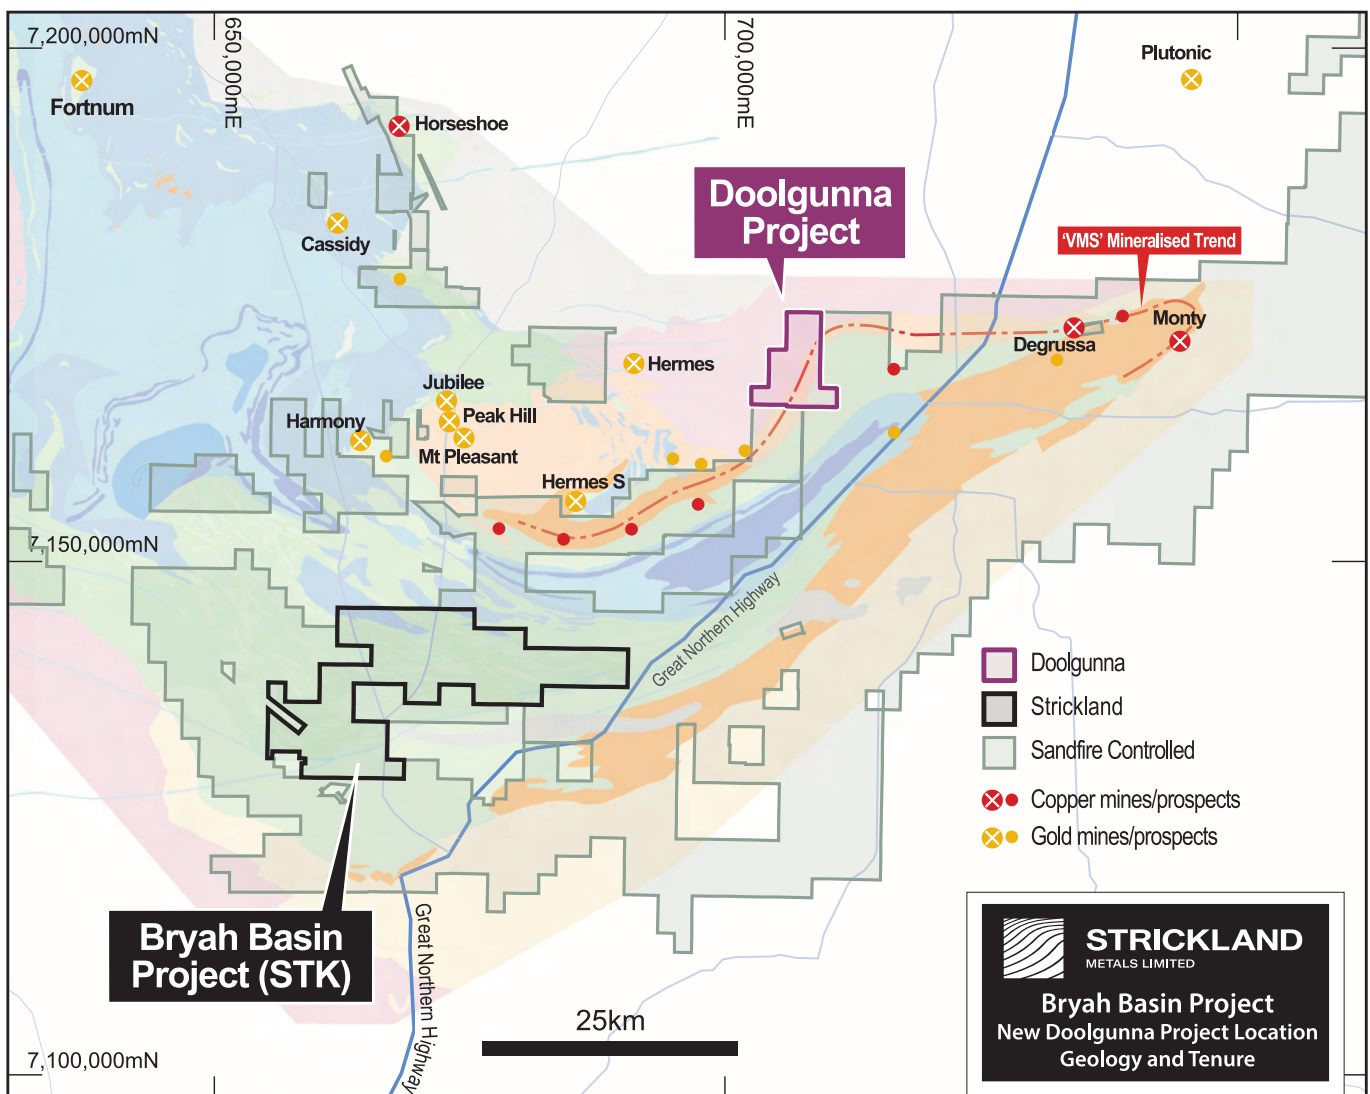 7,200,000mN
650,000mE
700,000mE
Plutonic
Fortnum
Horseshoe
Doolgunna
Project
Cassidy
'VMS' Mineralised Trend
Monty
Degrussa
Hermes
Jubilee
Peak Hill
Harmony
Mt Pleasant
Hermes S
7,150,000mN
Great Northern Highway
Doolgunna
Strickland
Sandfire Controlled
Copper mines/prospects
Gold mines/prospects
Bryah Basin
Project (STK)
Great Northern Highway
25km
7,100,000mN
STRICKLAND
METALS LIMITED
Bryah Basin Project
New Doolgunna Project Location
Geology and Tenure